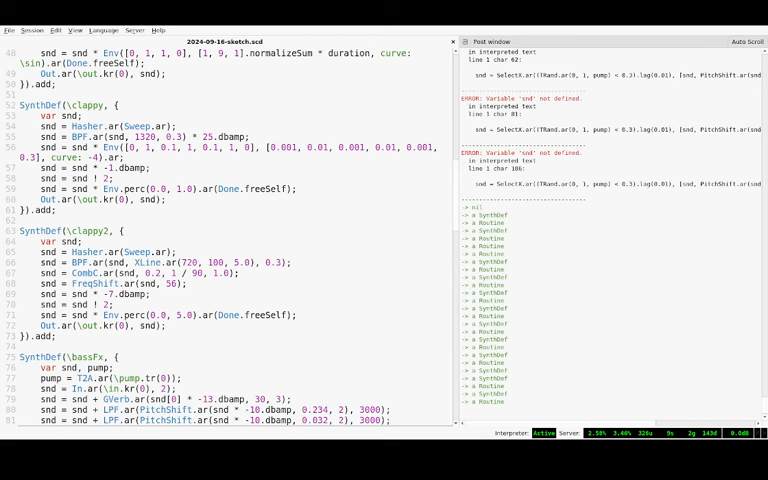 File Session Edit View Language Server Help
2024-09-16-sketch.scd
48 snd = snd * Env([0, 1, 1, 0], [1, 9, 1].normalizeSum * duration, curve:
\sin).ar(Done.freeSelf);
49 Out.ar(\out.kr(0), snd);
50 }).add;
51
52 SynthDef(\clappy, {
53 var snd;
54 snd = Hasher.ar(Sweep.ar);
55 snd = BPF.ar(snd, 1320, 0.3) * 25.dbamp;
56 snd = snd * Env([0, 1, 0.1, 1, 0.1, 1, 0], [0.001, 0.01, 0.001, 0.01, 0.001,
0.3], curve: -4).ar;
57 snd = snd * -1.dbamp;
58 snd = snd ! 2;
59 snd = snd * Env.perc(0.0, 1.0).ar(Done.freeSelf);
60 Out.ar(\out.kr(0), snd);
61 }).add;
62
63 SynthDef(\clappy2, {
64 var snd;
65 snd = Hasher.ar(Sweep.ar);
66 snd = BPF.ar(snd, XLine.ar(720, 100, 5.0), 0.3);
67 snd = CombC.ar(snd, 0.2, 1 / 90, 1.0);
68 snd = FreqShift.ar(snd, 56);
69 snd = snd * -7.dbamp;
70 snd = snd ! 2;
71 snd = snd * Env.perc(0.0, 5.0).ar(Done.freeSelf);
72 Out.ar(\out.kr(0), snd);
73 }).add;
74
75 SynthDef(\bassFx, {
76 var snd, pump;
77 pump = T2A.ar(\pump.tr(0));
78 snd = In.ar(\in.kr(0), 2);
79 snd = snd + GVerb.ar(snd[0] * -13.dbamp, 30, 3);
80 snd = snd + LPF.ar(PitchShift.ar(snd * -10.dbamp, 0.234, 2), 3000);
81 snd = snd + LPF.ar(PitchShift.ar(snd * -10.dbamp, 0.032, 2), 3000);
Post window Auto Scroll
in interpreted text
line 1 char 62:
snd = SelectX.ar((TRand.ar(0, 1, pump) < 0.3).lag(0.01), [snd, PitchShift.ar(snd
-----------------------------------
ERROR: Variable 'snd' not defined.
in interpreted text
line 1 char 81:
snd = SelectX.ar((TRand.ar(0, 1, pump) < 0.3).lag(0.01), [snd, PitchShift.ar(snd
-----------------------------------
ERROR: Variable 'snd' not defined.
in interpreted text
line 1 char 106:
snd = SelectX.ar((TRand.ar(0, 1, pump) < 0.3).lag(0.01), [snd, PitchShift.ar(snd
-----------------------------------
-> nil
-> a SynthDef
-> a Routine
-> a SynthDef
-> a Routine
-> a Routine
-> a Routine
-> a SynthDef
-> a Routine
-> a SynthDef
-> a Routine
-> a SynthDef
-> a Routine
-> a SynthDef
-> a Routine
-> a Routine
-> a Routine
-> a SynthDef
-> a Routine
-> a SynthDef
-> a Routine
-> a SynthDef
-> a Routine
-> a SynthDef
-> a SynthDef
-> a Routine
Interpreter: Active Server: 2.58% 3.46% 326u 9s 2g 143d 0.0dB